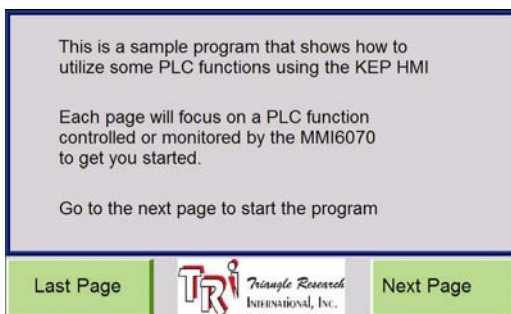 This is a sample program that shows how to
utilize some PLC functions using the KEP HMI
Each page will focus on a PLC function
controlled or monitored by the MMI6070
to get you started.
Go to the next page to start the program
Last Page
TRi
Triangle Research
INTERNATIONAL, INC.
Next Page